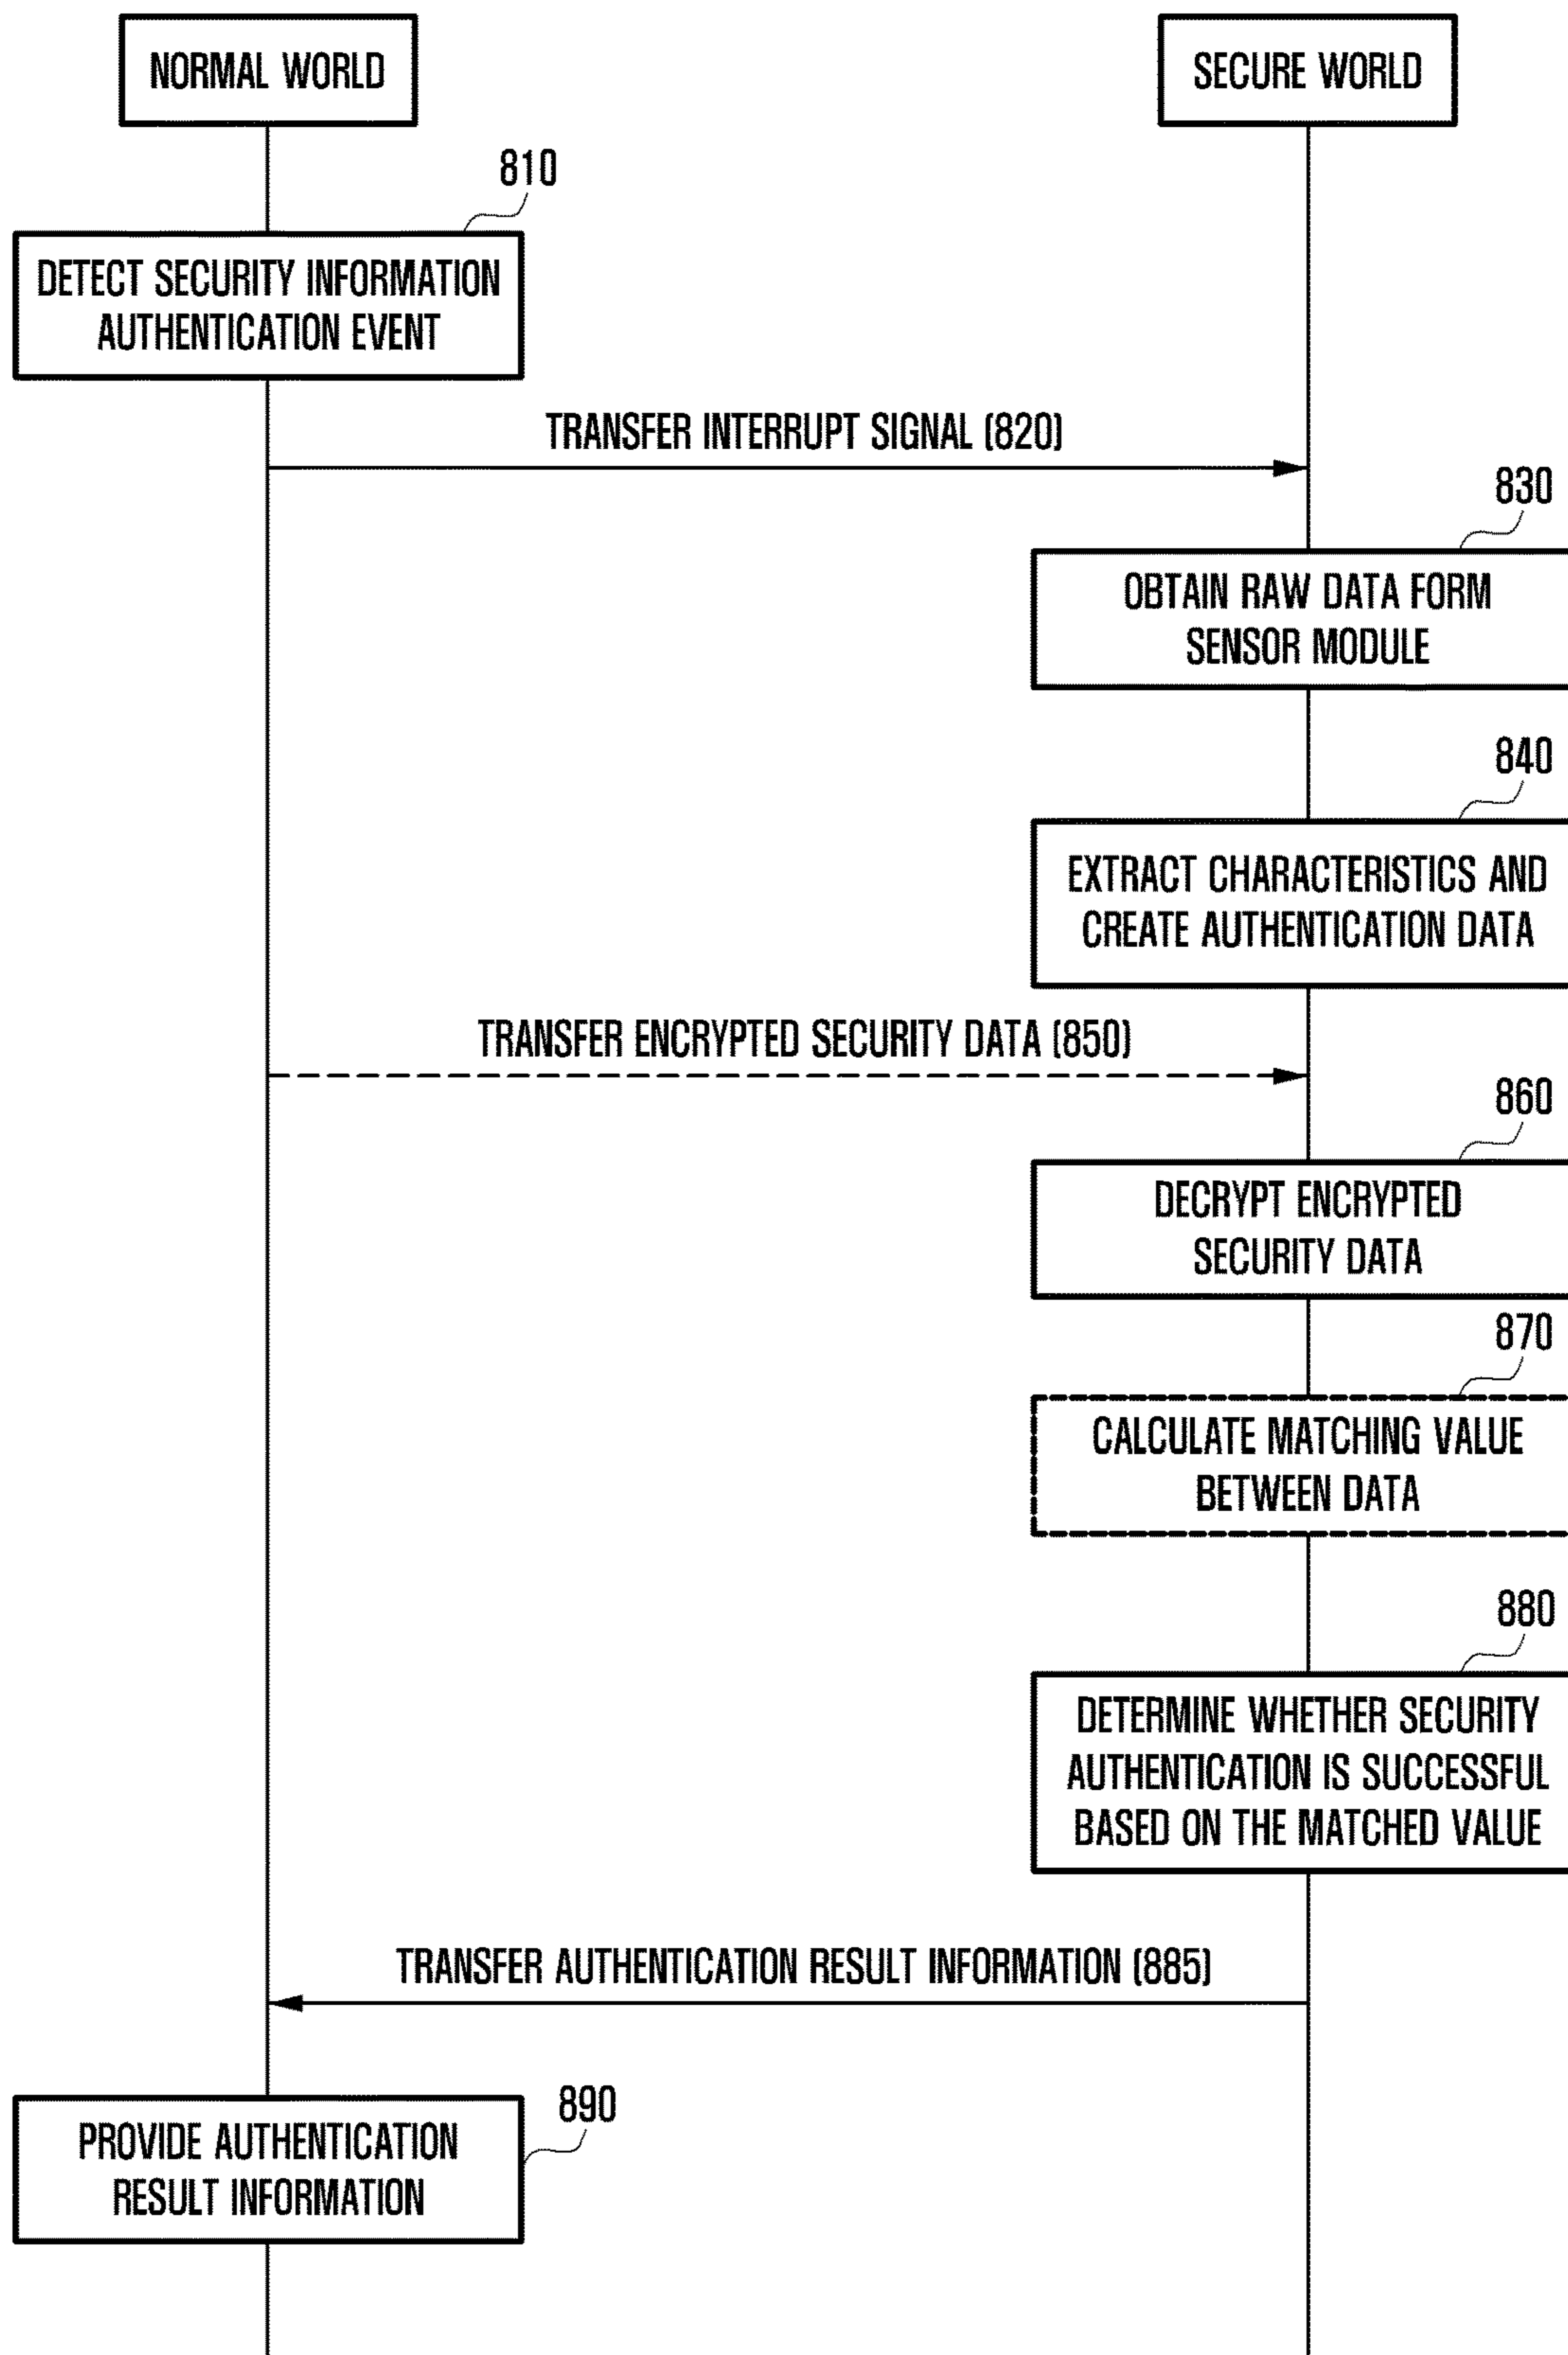 NORMAL WORLD
SECURE WORLD
810
DETECT SECURITY INFORMATION
AUTHENTICATION EVENT
TRANSFER INTERRUPT SIGNAL (820)
830
OBTAIN RAW DATA FORM
SENSOR MODULE
840
EXTRACT CHARACTERISTICS AND
CREATE AUTHENTICATION DATA
TRANSFER ENCRYPTED SECURITY DATA (850)
860
DECRYPT ENCRYPTED
SECURITY DATA
870
CALCULATE MATCHING VALUE
BETWEEN DATA
880
DETERMINE WHETHER SECURITY
AUTHENTICATION IS SUCCESSFUL
BASED ON THE MATCHED VALUE
TRANSFER AUTHENTICATION RESULT INFORMATION (885)
890
PROVIDE AUTHENTICATION
RESULT INFORMATION